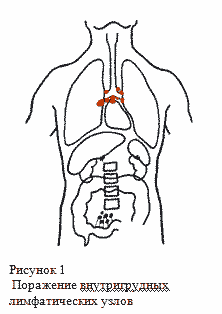 Рисунок 1
Поражение внутригрудных
лимфатических узлов